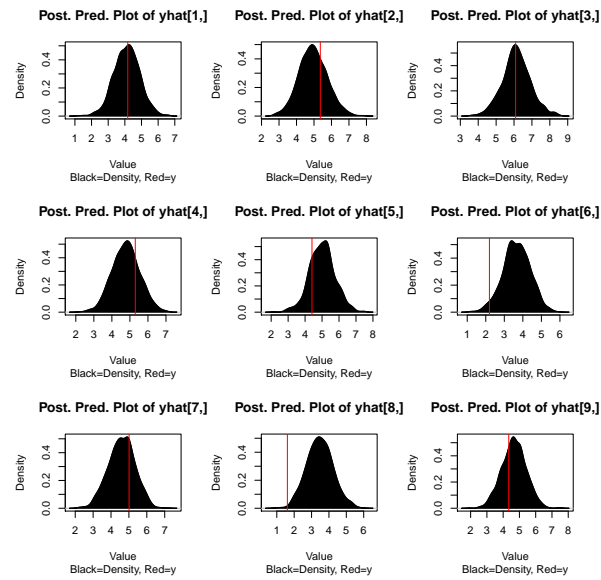 Post. Pred. Plot of yhat[1,]
Density
0.0 0.2 0.4
1 2 3 4 5 6 7
Value
Black=Density, Red=y
Post. Pred. Plot of yhat[2,]
Density
0.0 0.2 0.4
2 3 4 5 6 7 8
Value
Black=Density, Red=y
Post. Pred. Plot of yhat[3,]
Density
0.0 0.2 0.4
3 4 5 6 7 8 9
Value
Black=Density, Red=y
Post. Pred. Plot of yhat[4,]
Density
0.0 0.2 0.4
2 3 4 5 6 7
Value
Black=Density, Red=y
Post. Pred. Plot of yhat[5,]
Density
0.0 0.2 0.4
2 3 4 5 6 7 8
Value
Black=Density, Red=y
Post. Pred. Plot of yhat[6,]
Density
0.0 0.2 0.4
1 2 3 4 5 6
Value
Black=Density, Red=y
Post. Pred. Plot of yhat[7,]
Density
0.0 0.2 0.4
2 3 4 5 6 7
Value
Black=Density, Red=y
Post. Pred. Plot of yhat[8,]
Density
0.0 0.2 0.4
1 2 3 4 5 6
Value
Black=Density, Red=y
Post. Pred. Plot of yhat[9,]
Density
0.0 0.2 0.4
2 3 4 5 6 7 8
Value
Black=Density, Red=y